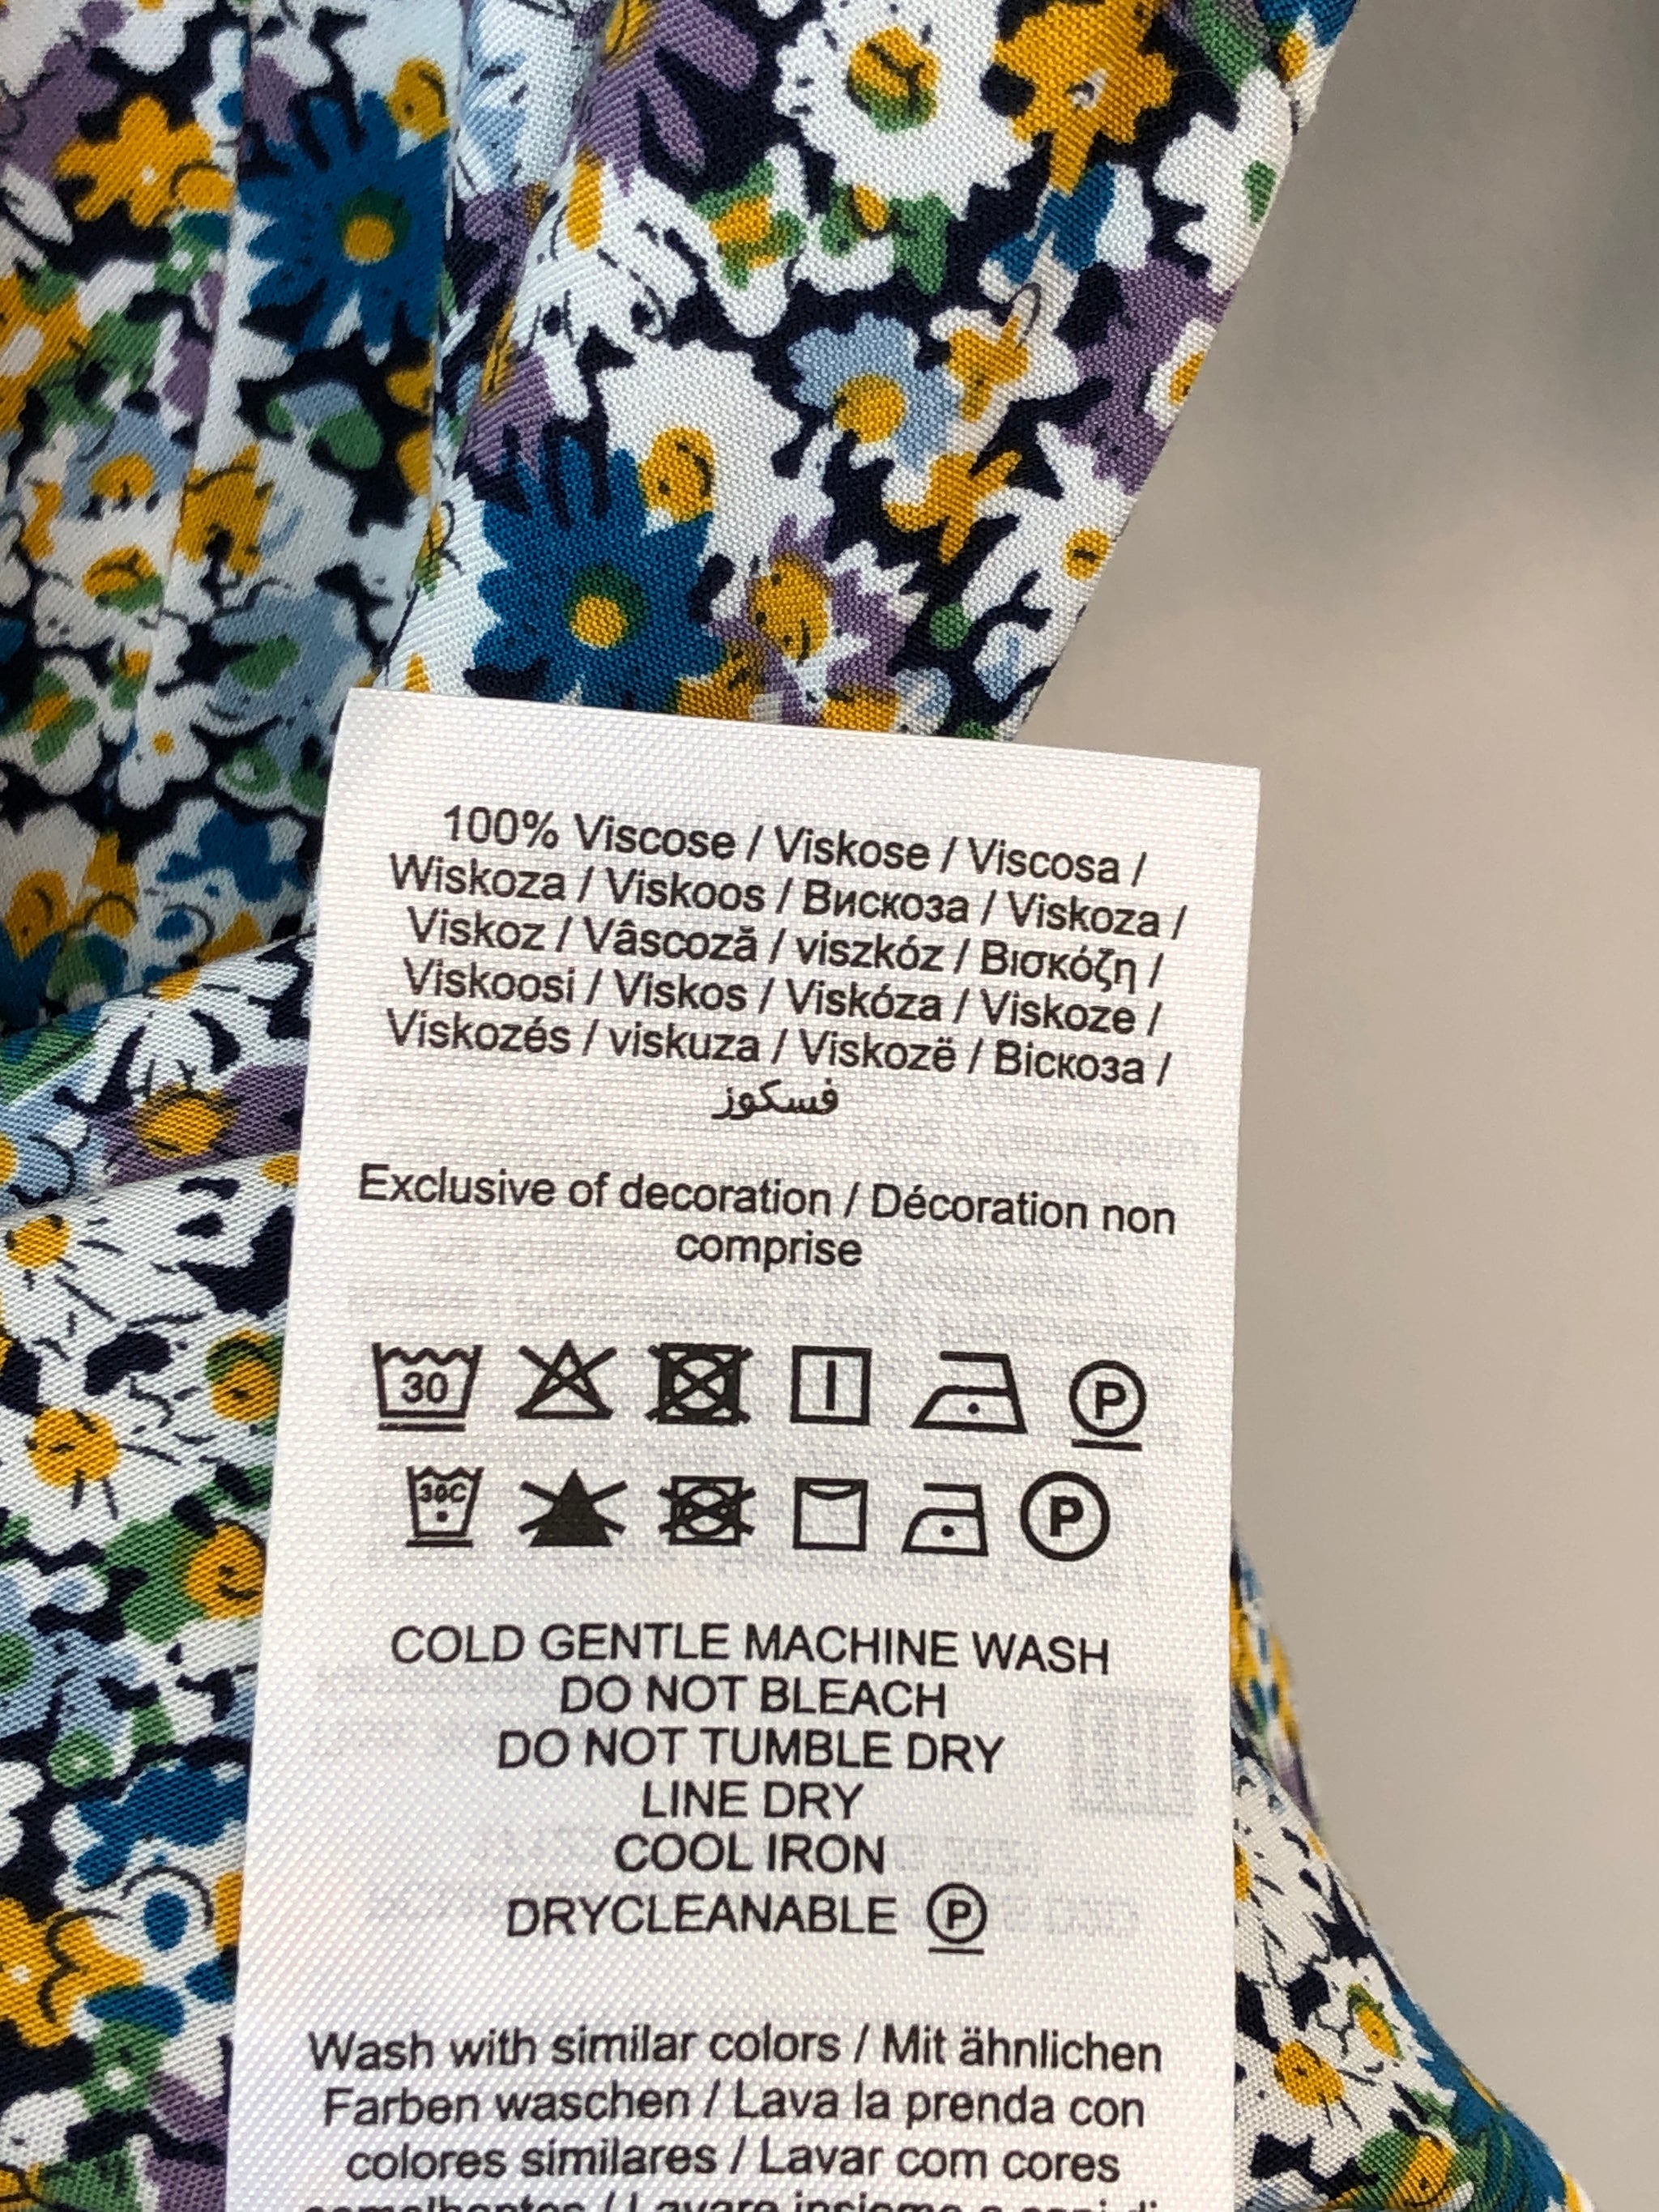 100% Viscose / Viskose / Viscosa /
Wiskoza / Viskoos / Вискоза / Viskoza /
Viskoz / Vâscoză / viszkóz / Βισκόζη /
Viskoosi / Viskos / Viskóza / Viskoze /
Viskozés / viskuza / Viskozë / Віскоза /
فسكوز
Exclusive of decoration / Décoration non
comprise
30 P
30C P
COLD GENTLE MACHINE WASH
DO NOT BLEACH
DO NOT TUMBLE DRY
LINE DRY
COOL IRON
DRYCLEANABLE P
Wash with similar colors / Mit ähnlichen
Farben waschen / Lava la prenda con
colores similares / Lavar com cores